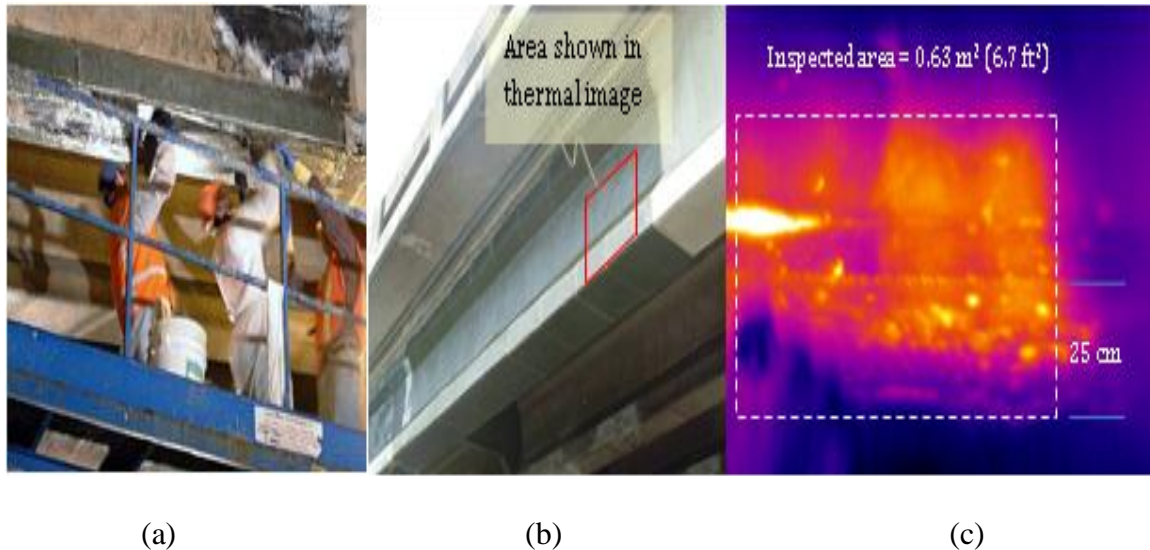 Area shown in
thermal image
Inspected area = 0.63 m² (6.7 ft²)
25 cm
(a)
(b)
(c)